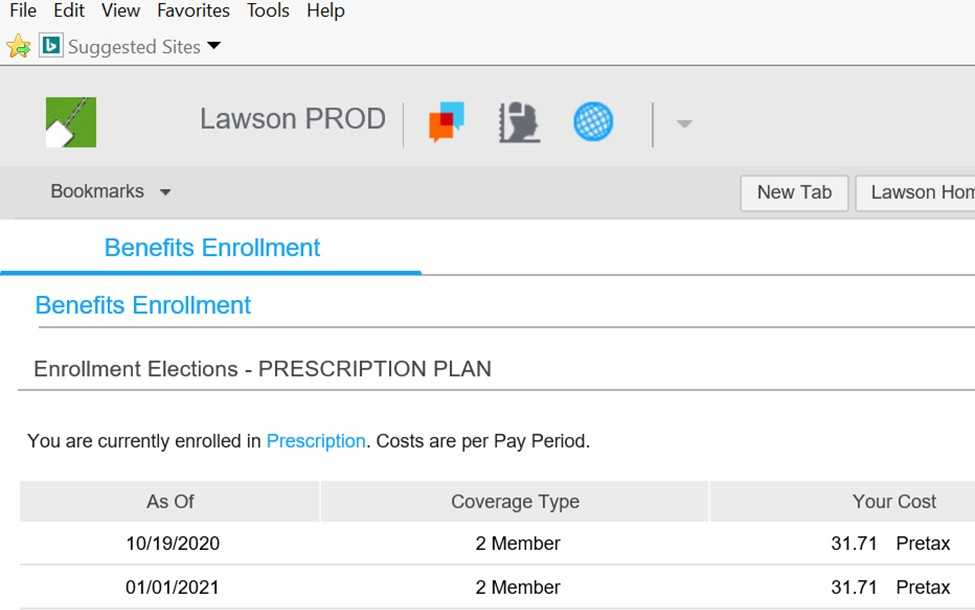 File Edit View Favorites Tools Help
Suggested Sites
Lawson PROD
Bookmarks New Tab Lawson Hom
Benefits Enrollment
Benefits Enrollment
Enrollment Elections - PRESCRIPTION PLAN
You are currently enrolled in Prescription. Costs are per Pay Period.
As Of Coverage Type Your Cost
10/19/2020 2 Member 31.71 Pretax
01/01/2021 2 Member 31.71 Pretax